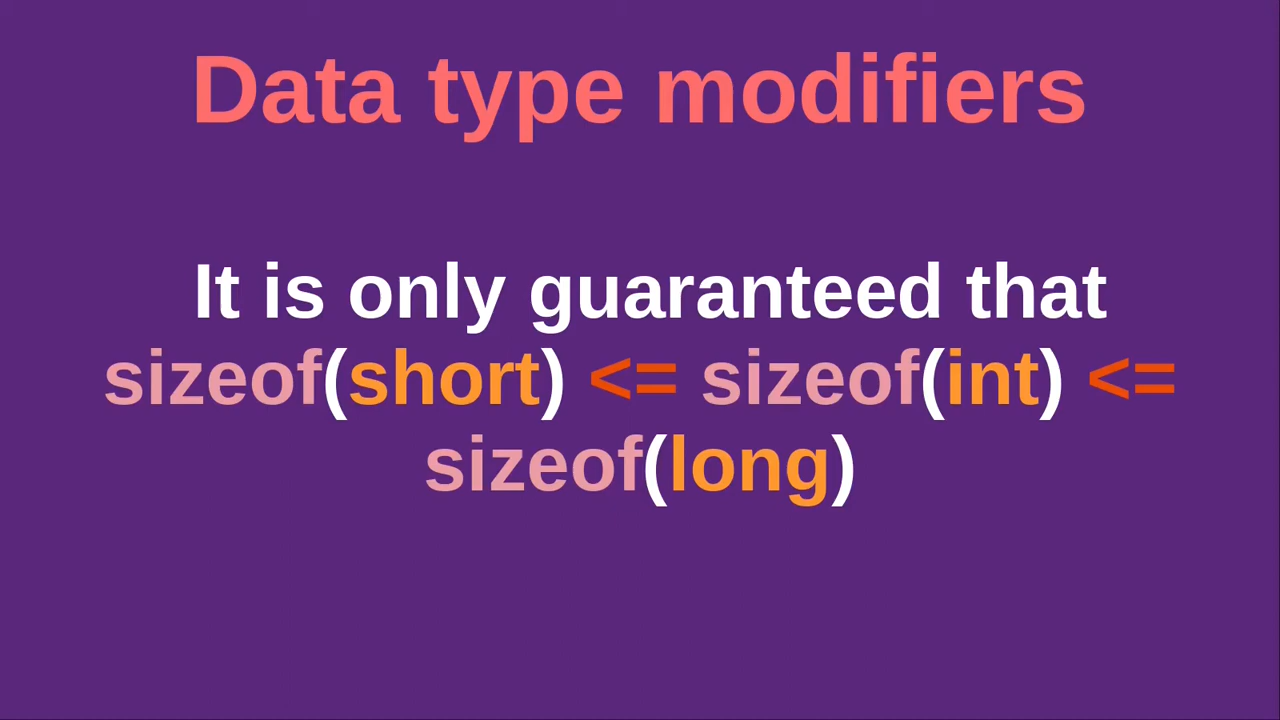 Data type modifiers
It is only guaranteed that
sizeof(short) <= sizeof(int) <=
sizeof(long)